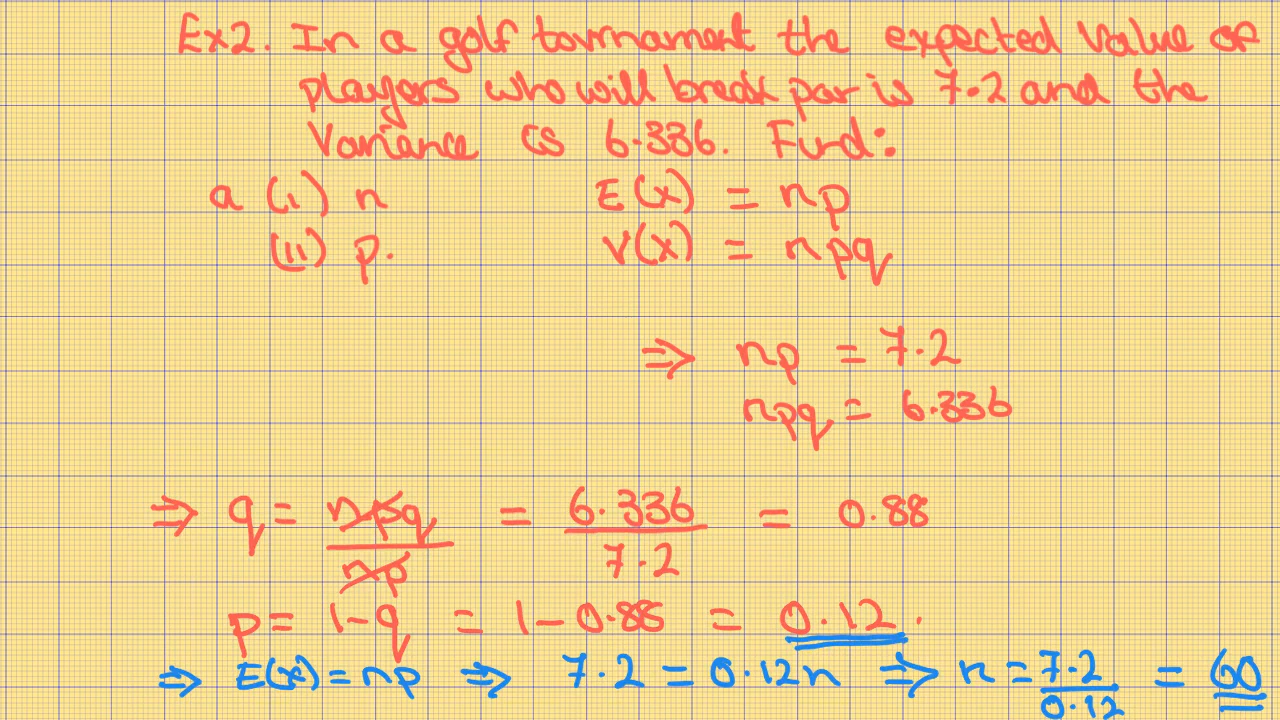 Ex2. In a golf tournament the expected value of
players who will break par is 7.2 and the
variance is 6.336. Find:
a (i) n E(x) = np
(ii) p. V(x) = npq
⇒ np = 7.2
npq = 6.336
⇒ q = npq/np = 6.336/7.2 = 0.88
p = 1-q = 1-0.88 = 0.12.
⇒ E(x) = np ⇒ 7.2 = 0.12n ⇒ n = 7.2/0.12 = 60